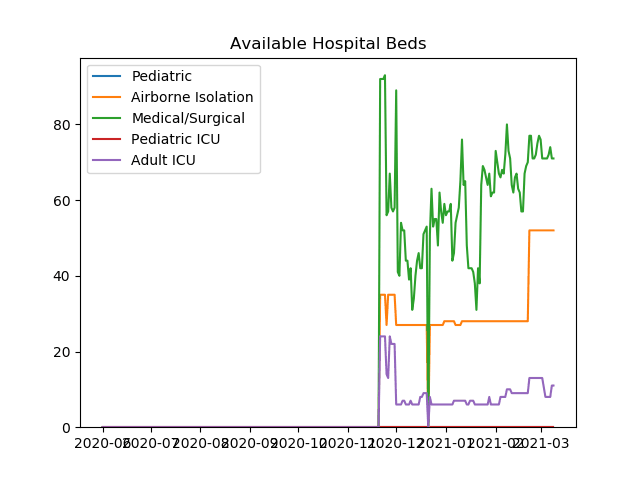 Available Hospital Beds
Pediatric
Airborne Isolation
Medical/Surgical
Pediatric ICU
Adult ICU
80
60
40
20
0
2020-06 2020-07 2020-08 2020-09 2020-10 2020-11 2020-12 2021-01 2021-02 2021-03